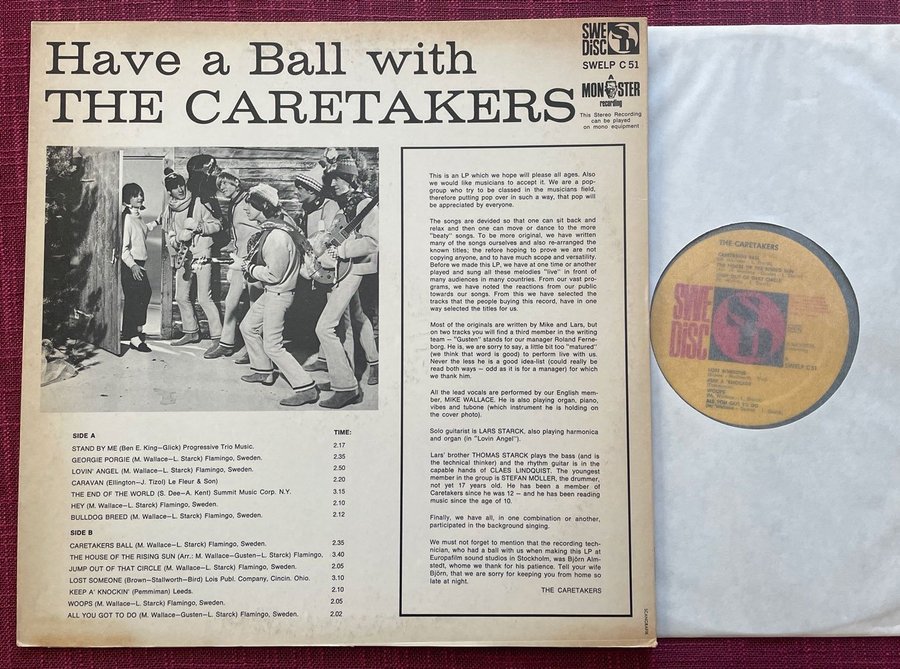 Have a Ball with
THE CARETAKERS
SWE
DISC
SD
SWELP C 51
A
MONSTER
recording
This Stereo Recording
can be played
on mono equipment
This is an LP which we hope will please all ages. Also
we would like musicians to accept it. We are a pop-
group who try to be classed in the musicians field,
therefore putting pop over in such a way, that pop will
be appreciated by everyone.
The songs are devided so that one can sit back and
relax and then one can move or dance to the more
"beaty" songs. To be more original, we have written
many of the songs ourselves and also re-arranged the
known titles; the refore hoping to prove we are not
copying anyone, and to have much scope and versatility.
Before we made this LP, we have at one time or another
played and sung all these melodies "live" in front of
many audiences in many countries. From our vast pro-
grams, we have noted the reactions from our public
towards our songs. From this we have selected the
tracks that the people buying this record, have in one
way selected the titles for us.
Most of the originals are written by Mike and Lars, but
on two tracks you will find a third member in the writing
team – "Gusten" stands for our manager Roland Ferne-
borg. He is, we are sorry to say, a little bit too "matured"
(we think that word is good) to perform live with us.
Never the less he is a good idea-list (could really be
read both ways – odd as it is for a manager) for which
we thank him.
All the lead vocals are performed by our English mem-
ber, MIKE WALLACE. He is also playing organ, piano,
vibes and tubone (which instrument he is holding on
the cover photo).
Solo guitarist is LARS STARCK, also playing harmonica
and organ (in "Lovin Angel").
Lars' brother THOMAS STARCK plays the bass (and is
the technical thinker) and the rhythm guitar is in the
capable hands of CLAES LINDQUIST. The youngest
member in the group is STEFAN MÖLLER, the drummer,
not yet 17 years old. He has been a member of
Caretakers since he was 12 – and he has been reading
music since the age of 10.
Finally, we have all, in one combination or another,
participated in the background singing.
We must not forget to mention that the recording tech-
nician, who had a ball with us when making this LP at
Europafilm sound studios in Stockholm, was Björn Alm-
stedt, whome we thank for his patience. Tell your wife
Björn, that we are sorry for keeping you from home so
late at night.
THE CARETAKERS
SIDE A TIME:
STAND BY ME (Ben E. King–Glick) Progressive Trio Music. 2.17
GEORGIE PORGIE (M. Wallace–L. Starck) Flamingo, Sweden. 2.35
LOVIN' ANGEL (M. Wallace–L. Starck) Flamingo, Sweden. 2.50
CARAVAN (Ellington–J. Tizol) Le Fleur & Son) 2.20
THE END OF THE WORLD (S. Dee–A. Kent) Summit Music Corp. N.Y. 3.15
HEY (M. Wallace–L. Starck) Flamingo, Sweden. 2.10
BULLDOG BREED (M. Wallace–L. Starck) Flamingo, Sweden. 2.12
SIDE B
CARETAKERS BALL (M. Wallace–L. Starck) Flamingo, Sweden. 2.35
THE HOUSE OF THE RISING SUN (Arr.: M. Wallace–Gusten–L. Starck) Flamingo. 3.40
JUMP OUT OF THAT CIRCLE (M. Wallace–L. Starck) Flamingo, Sweden. 2.05
LOST SOMEONE (Brown–Stallworth–Bird) Lois Publ. Company, Cincin. Ohio. 3.10
KEEP A' KNOCKIN' (Pemmiman) Leeds. 2.10
WOOPS (M. Wallace–L. Starck) Flamingo, Sweden. 2.05
ALL YOU GOT TO DO (M. Wallace–Gusten–L. Starck) Flamingo, Sweden. 2.02
THE CARETAKERS
CARETAKERS BALL
THE HOUSE OF THE RISING SUN
JUMP OUT OF THAT CIRCLE
SWE
DISC
SD
SWELP C 51
LOST SOMEONE
KEEP A' KNOCKIN'
WOOPS
ALL YOU GOT TO DO